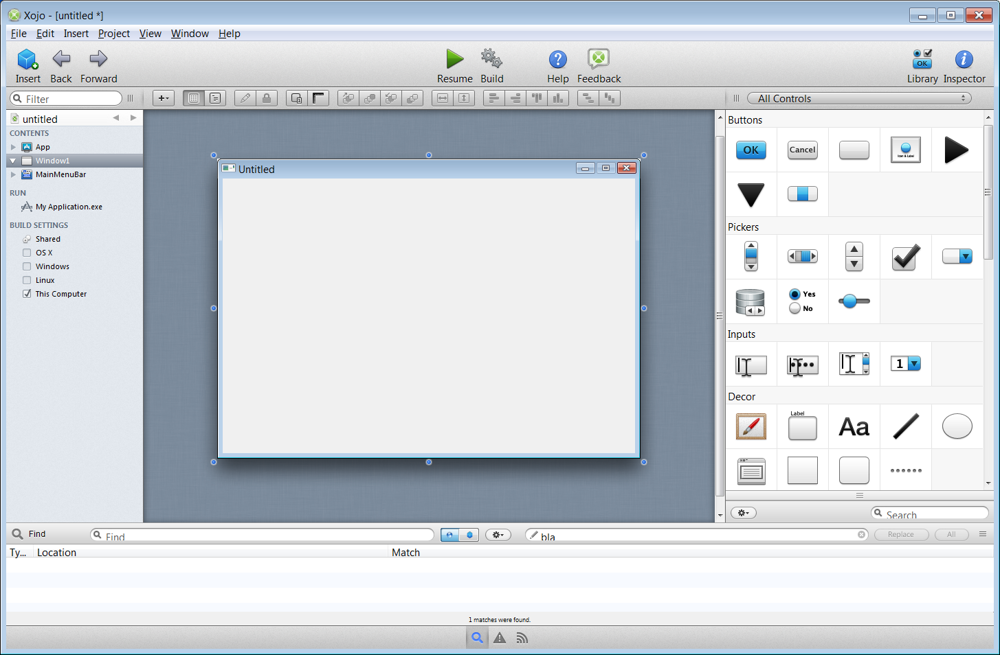 Xojo - [untitled *]
File Edit Insert Project View Window Help
Insert Back Forward Resume Build Help Feedback OK Library Inspector
Filter All Controls
untitled
CONTENTS
App
Window1
MainMenuBar
RUN
My Application.exe
BUILD SETTINGS
Shared
OS X
Windows
Linux
This Computer
Untitled
Buttons
OK Cancel Icon & Label
Pickers
Yes
No
Inputs
1
Decor
Label
Aa
Search
Find Find bla Replace All
Ty... Location Match
1 matches were found.